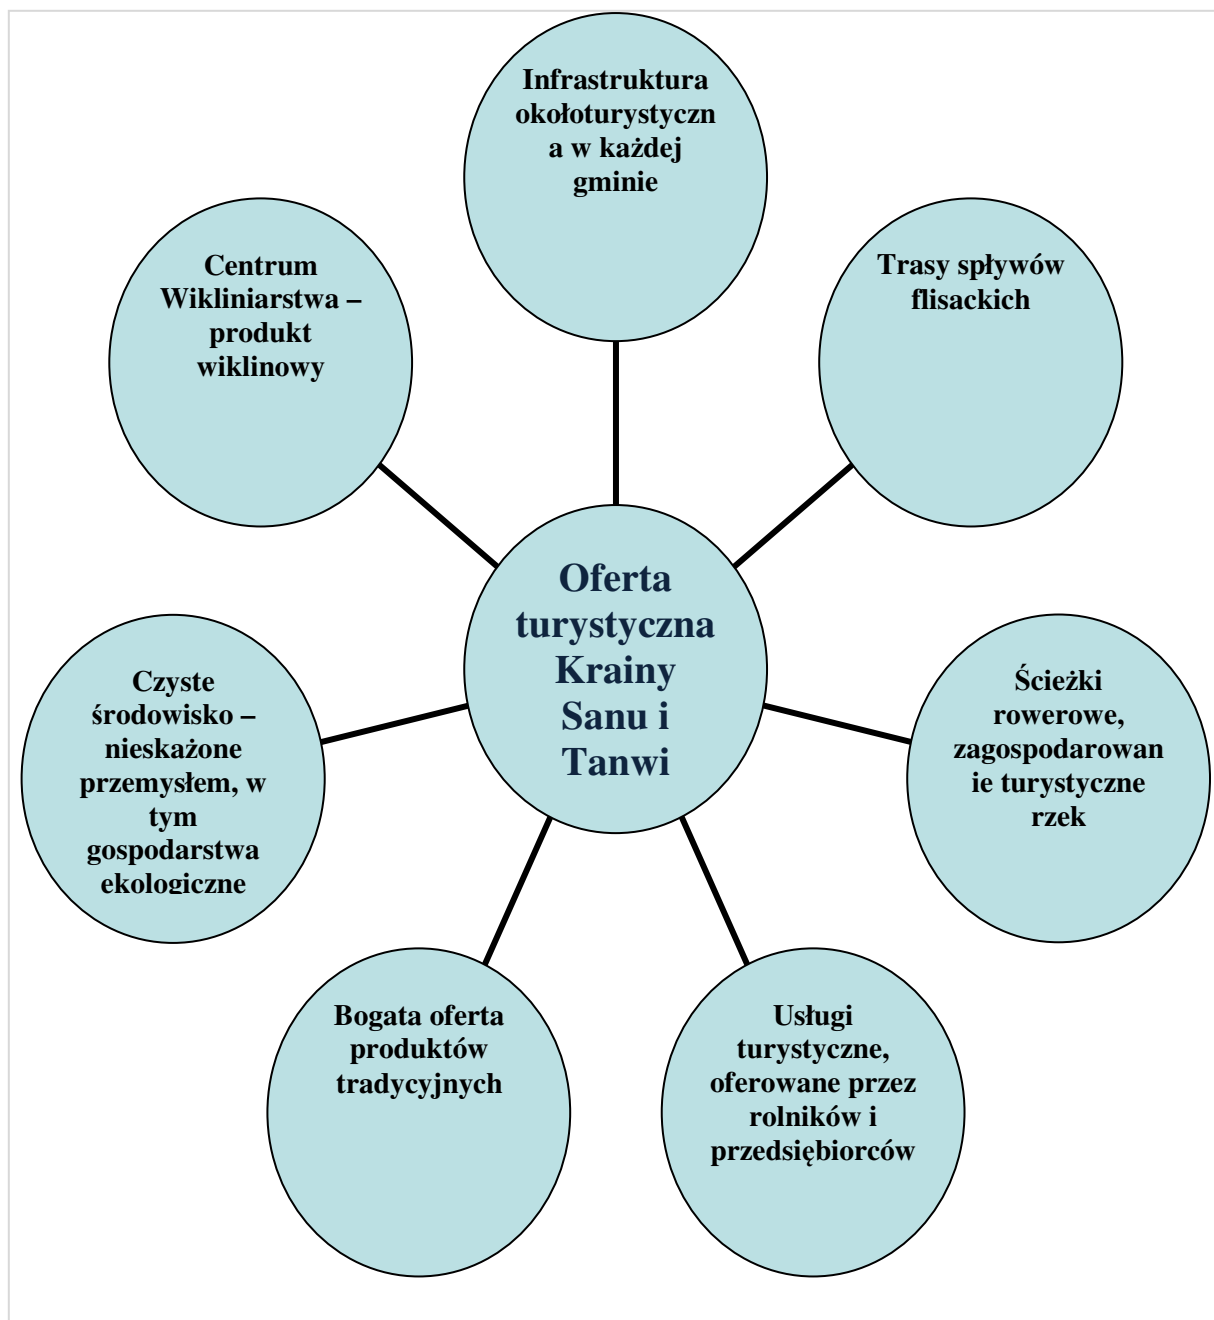 Infrastruktura
okołoturystyczn
a w każdej
gminie
Trasy spływów
flisackich
Ścieżki
rowerowe,
zagospodarowan
ie turystyczne
rzek
Usługi
turystyczne,
oferowane przez
rolników i
przedsiębiorców
Bogata oferta
produktów
tradycyjnych
Czyste
środowisko –
nieskażone
przemysłem, w
tym
gospodarstwa
ekologiczne
Centrum
Wikliniarstwa –
produkt
wiklinowy
Oferta
turystyczna
Krainy
Sanu i
Tanwi